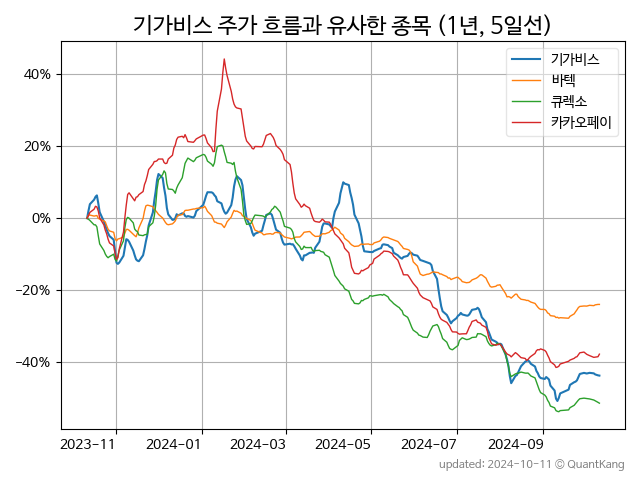 기가비스 주가 흐름과 유사한 종목 (1년, 5일선)
기가비스
바텍
큐렉소
카카오페이
40%
20%
0%
−20%
−40%
2023-11 2024-01 2024-03 2024-05 2024-07 2024-09
updated: 2024-10-11 © QuantKang